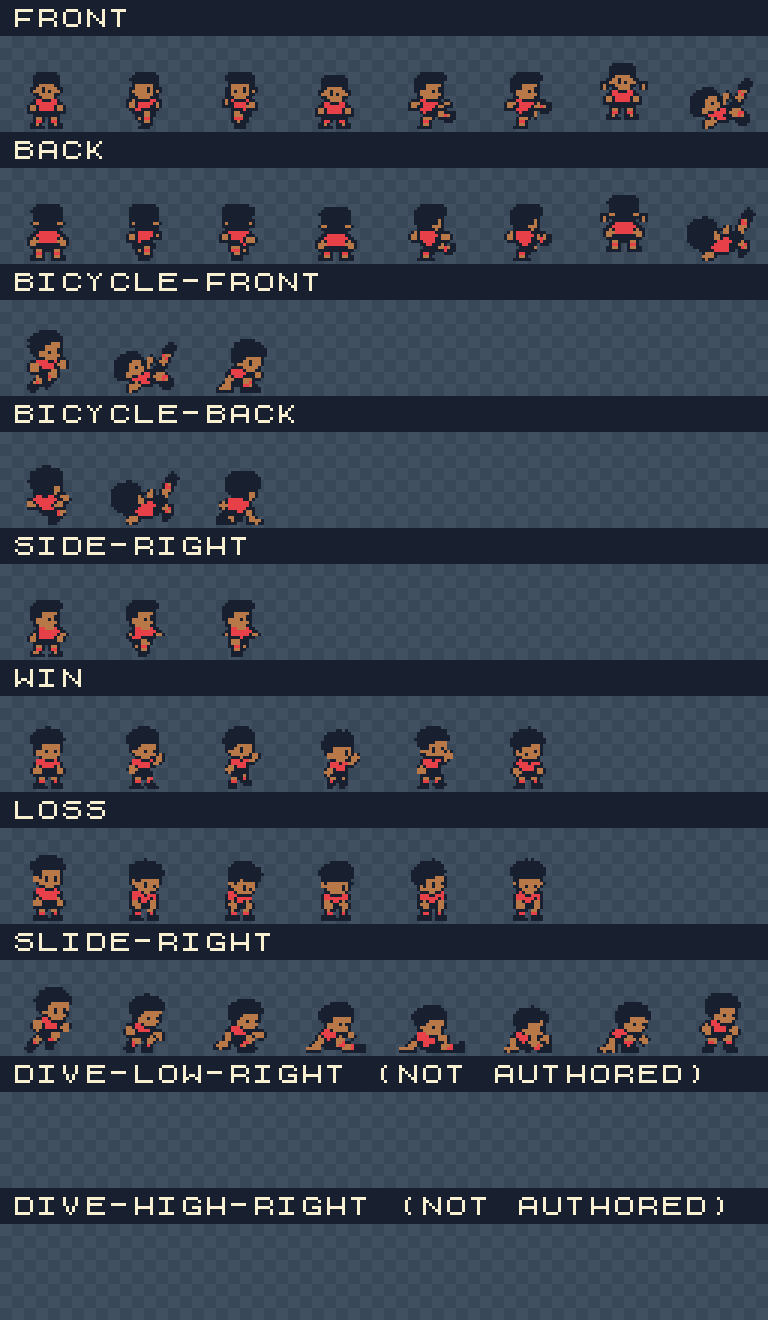 FRONT
BACK
BICYCLE-FRONT
BICYCLE-BACK
SIDE-RIGHT
WIN
LOSS
SLIDE-RIGHT
DIVE-LOW-RIGHT (NOT AUTHORED)
DIVE-HIGH-RIGHT (NOT AUTHORED)